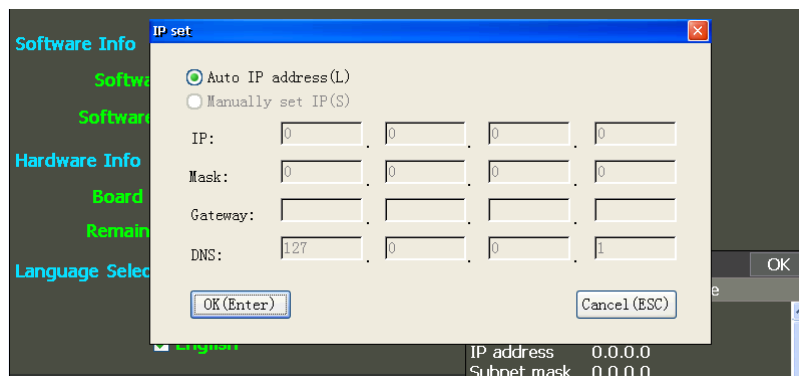 IP set
Software Info
Auto IP address(L)
Manually set IP(S)
IP: 0 . 0 . 0 . 0
Hardware Info
Mask: 0 . 0 . 0 . 0
Board
Gateway: . . .
DNS: 127 . 0 . 0 . 1
Language
OK
OK(Enter)
Cancel(ESC)
English
IP address 0.0.0.0
Subnet mask 0.0.0.0